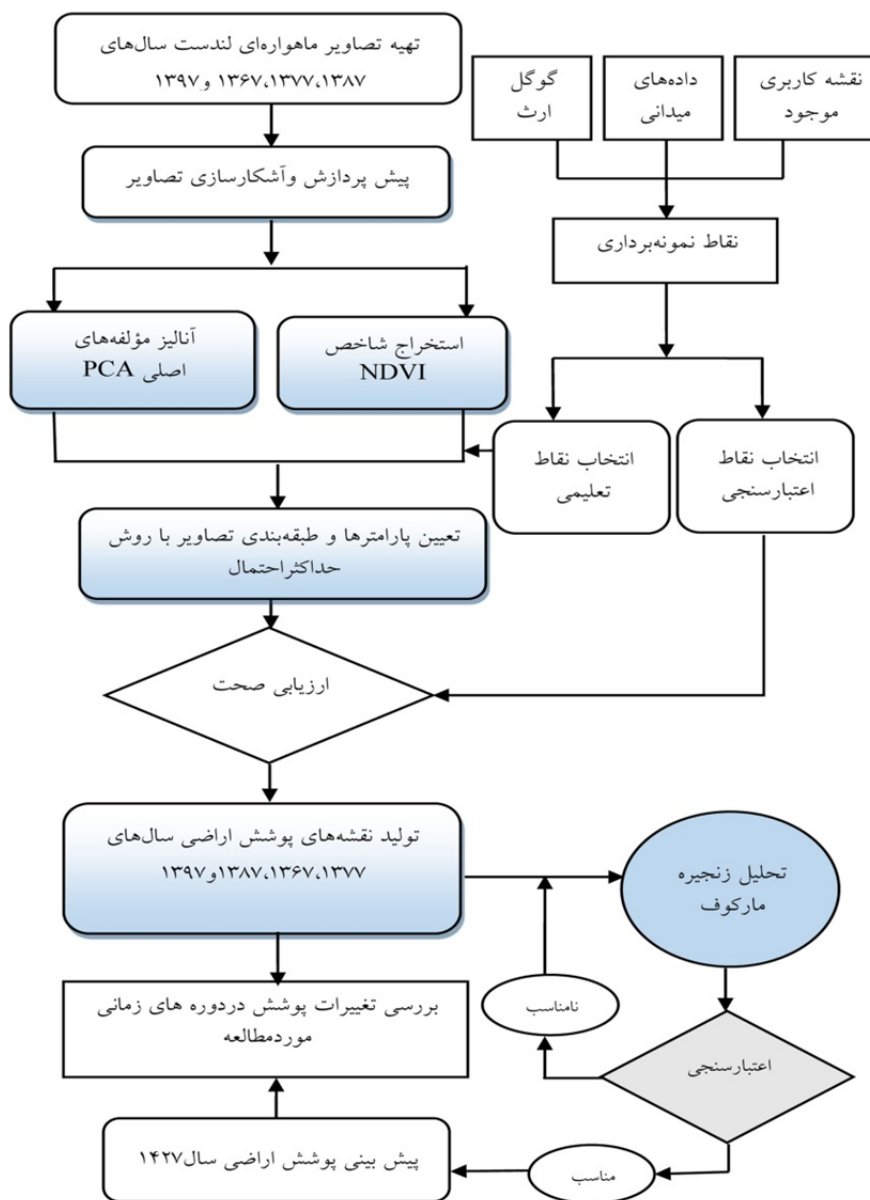 تهیه تصاویر ماهواره‌ای لندست سال‌های
۱۳۶۷،۱۳۷۷،۱۳۸۷ و ۱۳۹۷
پیش پردازش وآشکارسازی تصاویر
نقشه کاربری
موجود
داده‌های
میدانی
گوگل
ارث
نقاط نمونه‌برداری
استخراج شاخص
NDVI
آنالیز مؤلفه‌های
اصلی PCA
انتخاب نقاط
اعتبارسنجی
انتخاب نقاط
تعلیمی
تعیین پارامترها و طبقه‌بندی تصاویر با روش
حداکثراحتمال
ارزیابی صحت
تولید نقشه‌های پوشش اراضی سال‌های
۱۳۸۷،۱۳۶۷،۱۳۷۷و۱۳۹۷
تحلیل زنجیره
مارکوف
نامناسب
بررسی تغییرات پوشش دردوره های زمانی
موردمطالعه
اعتبارسنجی
مناسب
پیش بینی پوشش اراضی سال۱۴۲۷